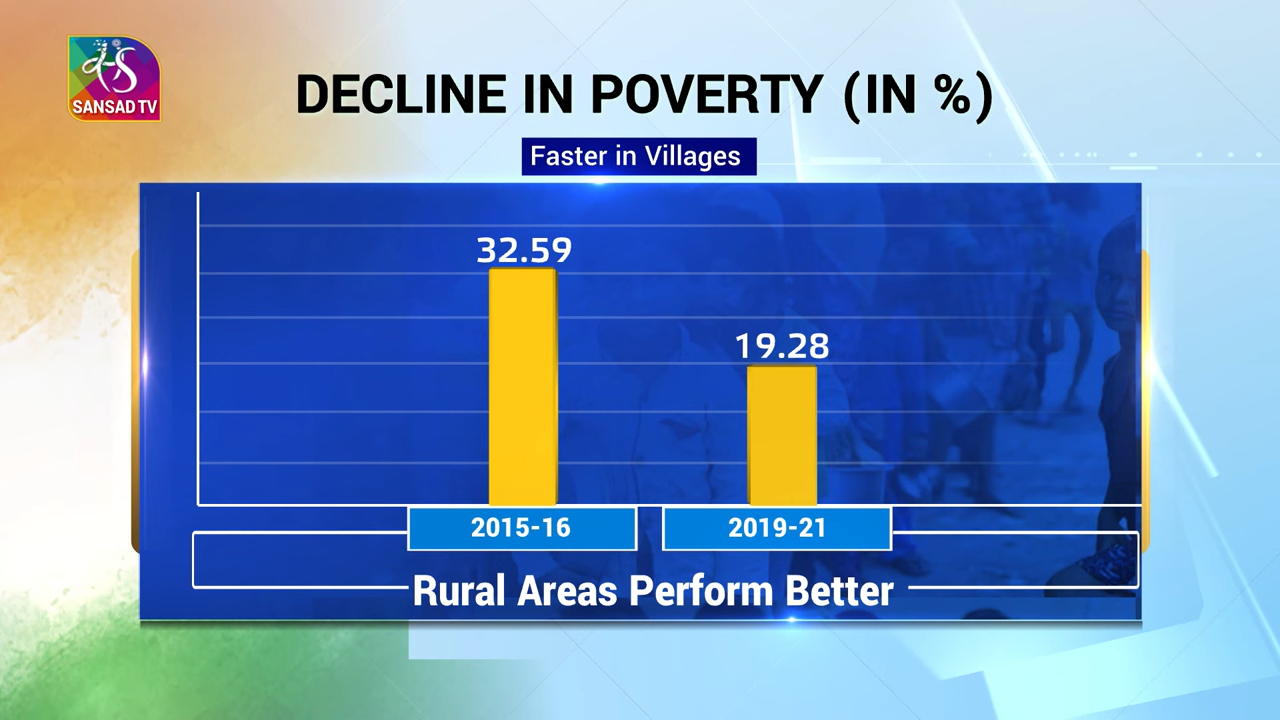 SANSAD TV
DECLINE IN POVERTY (IN %)
Faster in Villages
32.59
19.28
2015-16
2019-21
Rural Areas Perform Better